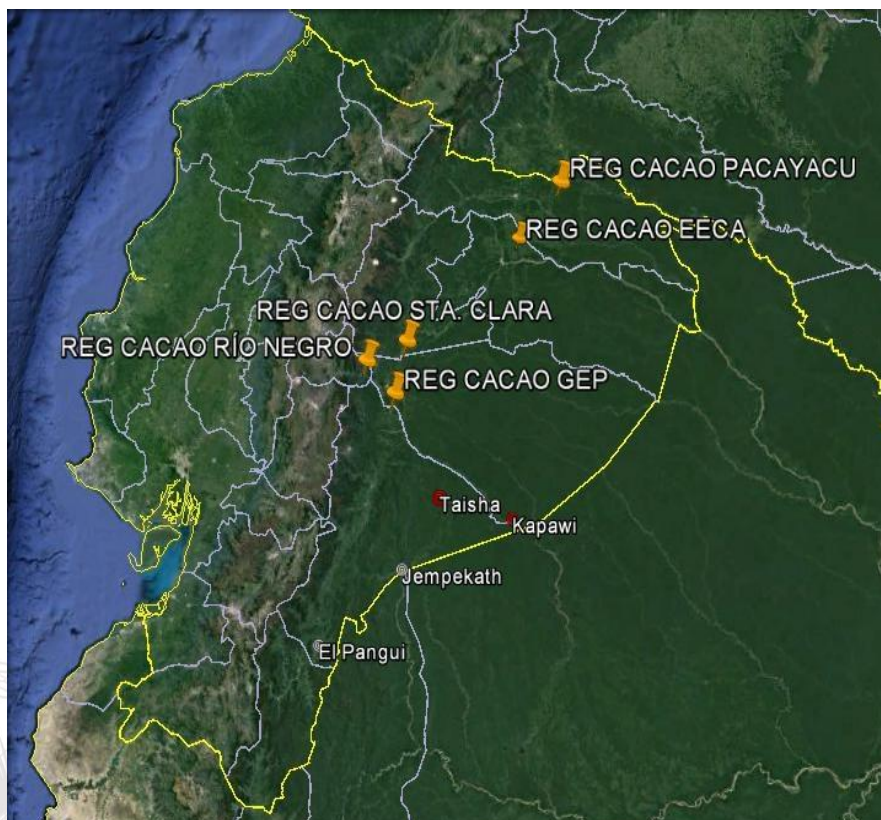 REG CACAO PACAYACU
REG CACAO EECA
REG CACAO STA. CLARA
REG CACAO RÍO NEGRO
REG CACAO GEP
Taisha
Kapawi
Jempekath
El Pangui